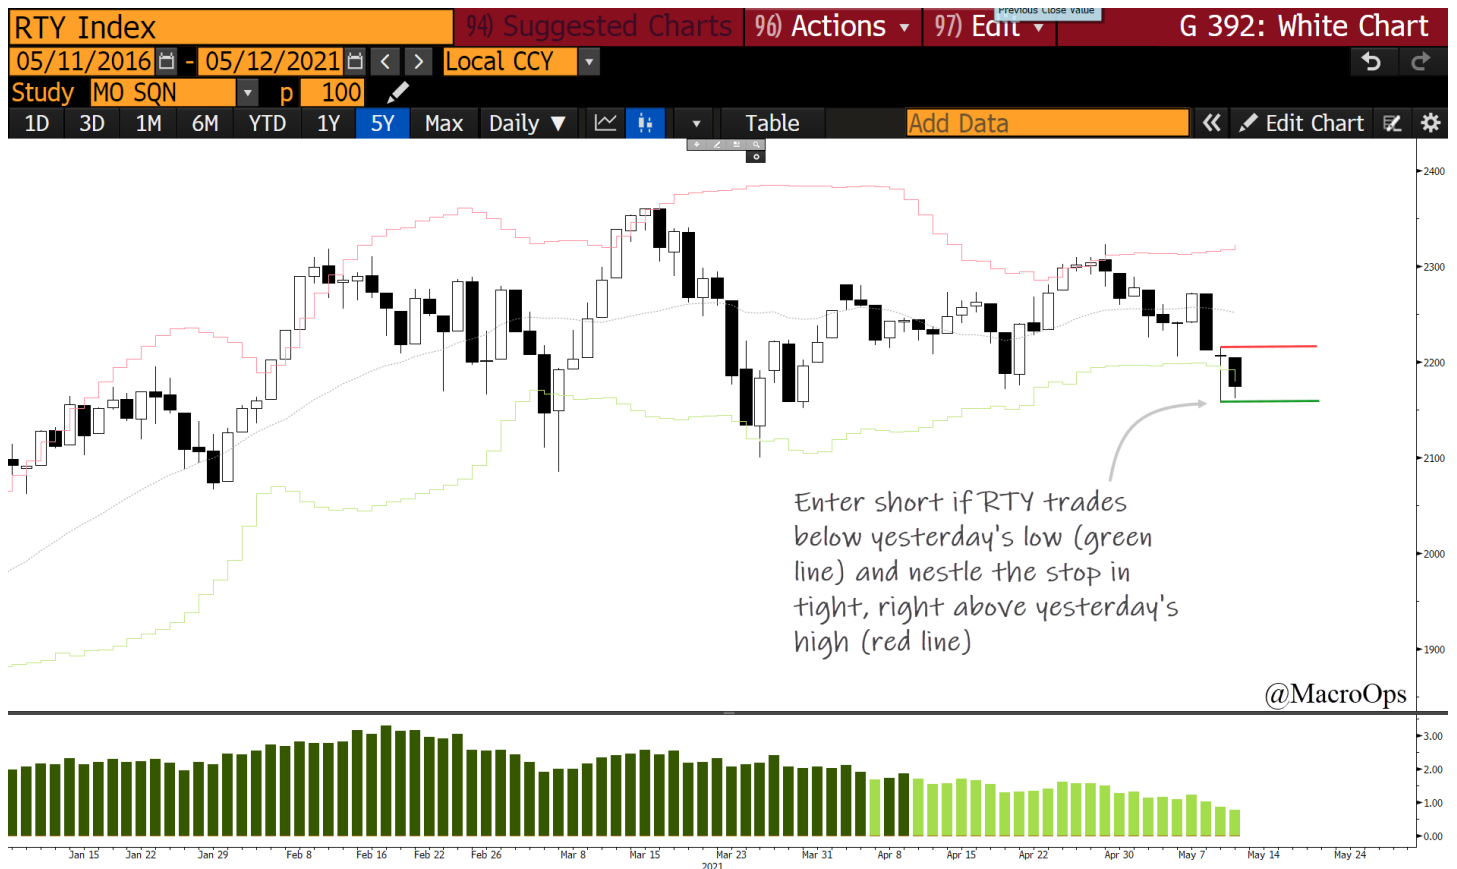 Previous Close Value
RTY Index 94) Suggested Charts 96) Actions 97) Edit G 392: White Chart
05/11/2016 - 05/12/2021 < > Local CCY
Study MO SQN p 100
1D 3D 1M 6M YTD 1Y 5Y Max Daily Table Add Data Edit Chart
2400
2300
2200
2100
2000
1900
Enter short if RTY trades
below yesterday's low (green
line) and nestle the stop in
tight, right above yesterday's
high (red line)
@MacroOps
3.00
2.00
1.00
0.00
Jan 15 Jan 22 Jan 29 Feb 8 Feb 16 Feb 22 Feb 26 Mar 8 Mar 15 Mar 23 Mar 31 Apr 8 Apr 15 Apr 22 Apr 30 May 7 May 14 May 24
2021